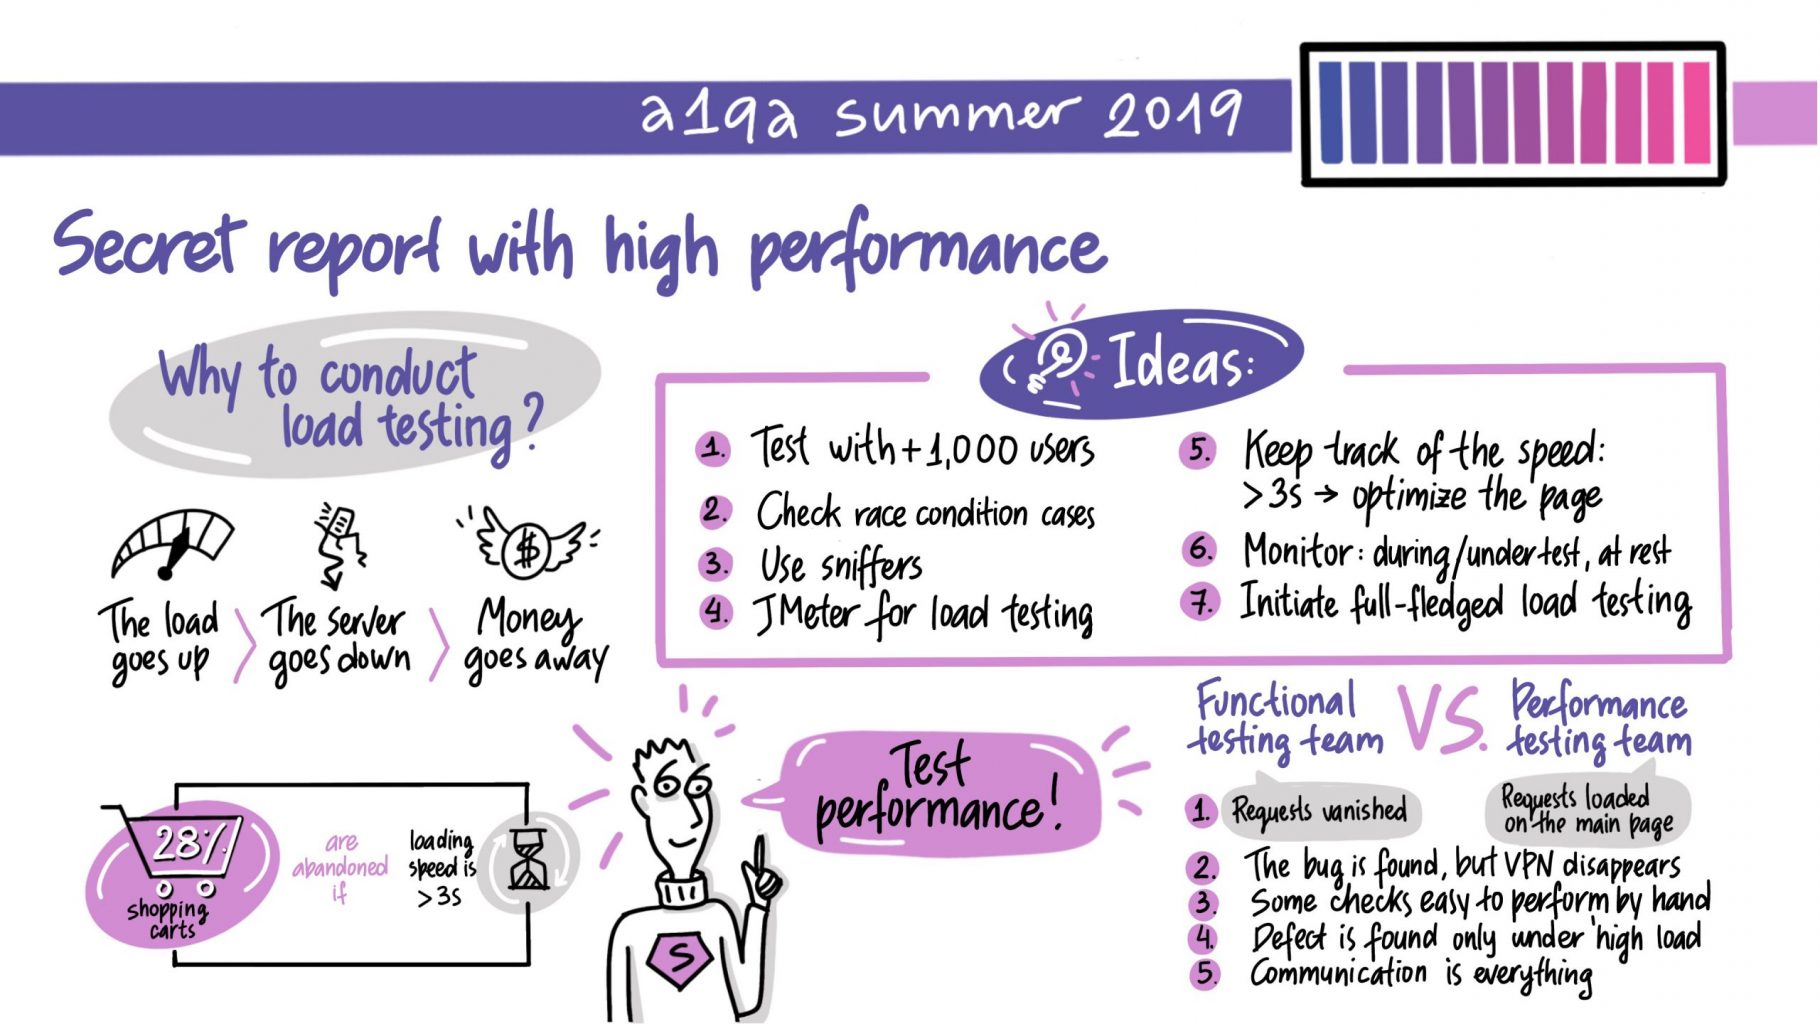 a1qa summer 2019
Secret report with high performance
Why to conduct
load testing?
The load
goes up
The server
goes down
Money
goes away
$
Ideas:
1. Test with +1,000 users
2. Check race condition cases
3. Use sniffers
4. JMeter for load testing
5. Keep track of the speed:
>3s → optimize the page
6. Monitor: during/under test, at rest
7. Initiate full-fledged load testing
28%
shopping
carts
are
abandoned
if
loading
speed is
>3s
Test
performance!
S
Functional
testing team
VS.
Performance
testing team
1. Requests vanished
Requests loaded
on the main page
2. The bug is found, but VPN disappears
3. Some checks easy to perform by hand
4. Defect is found only under high load
5. Communication is everything